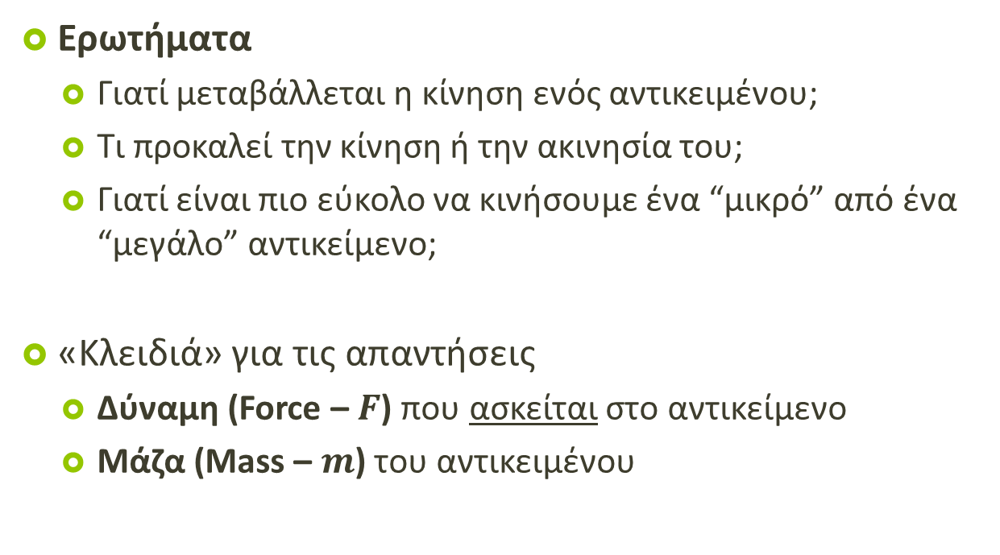 Ερωτήματα
Γιατί μεταβάλλεται η κίνηση ενός αντικειμένου;
Τι προκαλεί την κίνηση ή την ακινησία του;
Γιατί είναι πιο εύκολο να κινήσουμε ένα “μικρό” από ένα
“μεγάλο” αντικείμενο;
«Κλειδιά» για τις απαντήσεις
Δύναμη (Force – F) που ασκείται στο αντικείμενο
Μάζα (Mass – m) του αντικειμένου